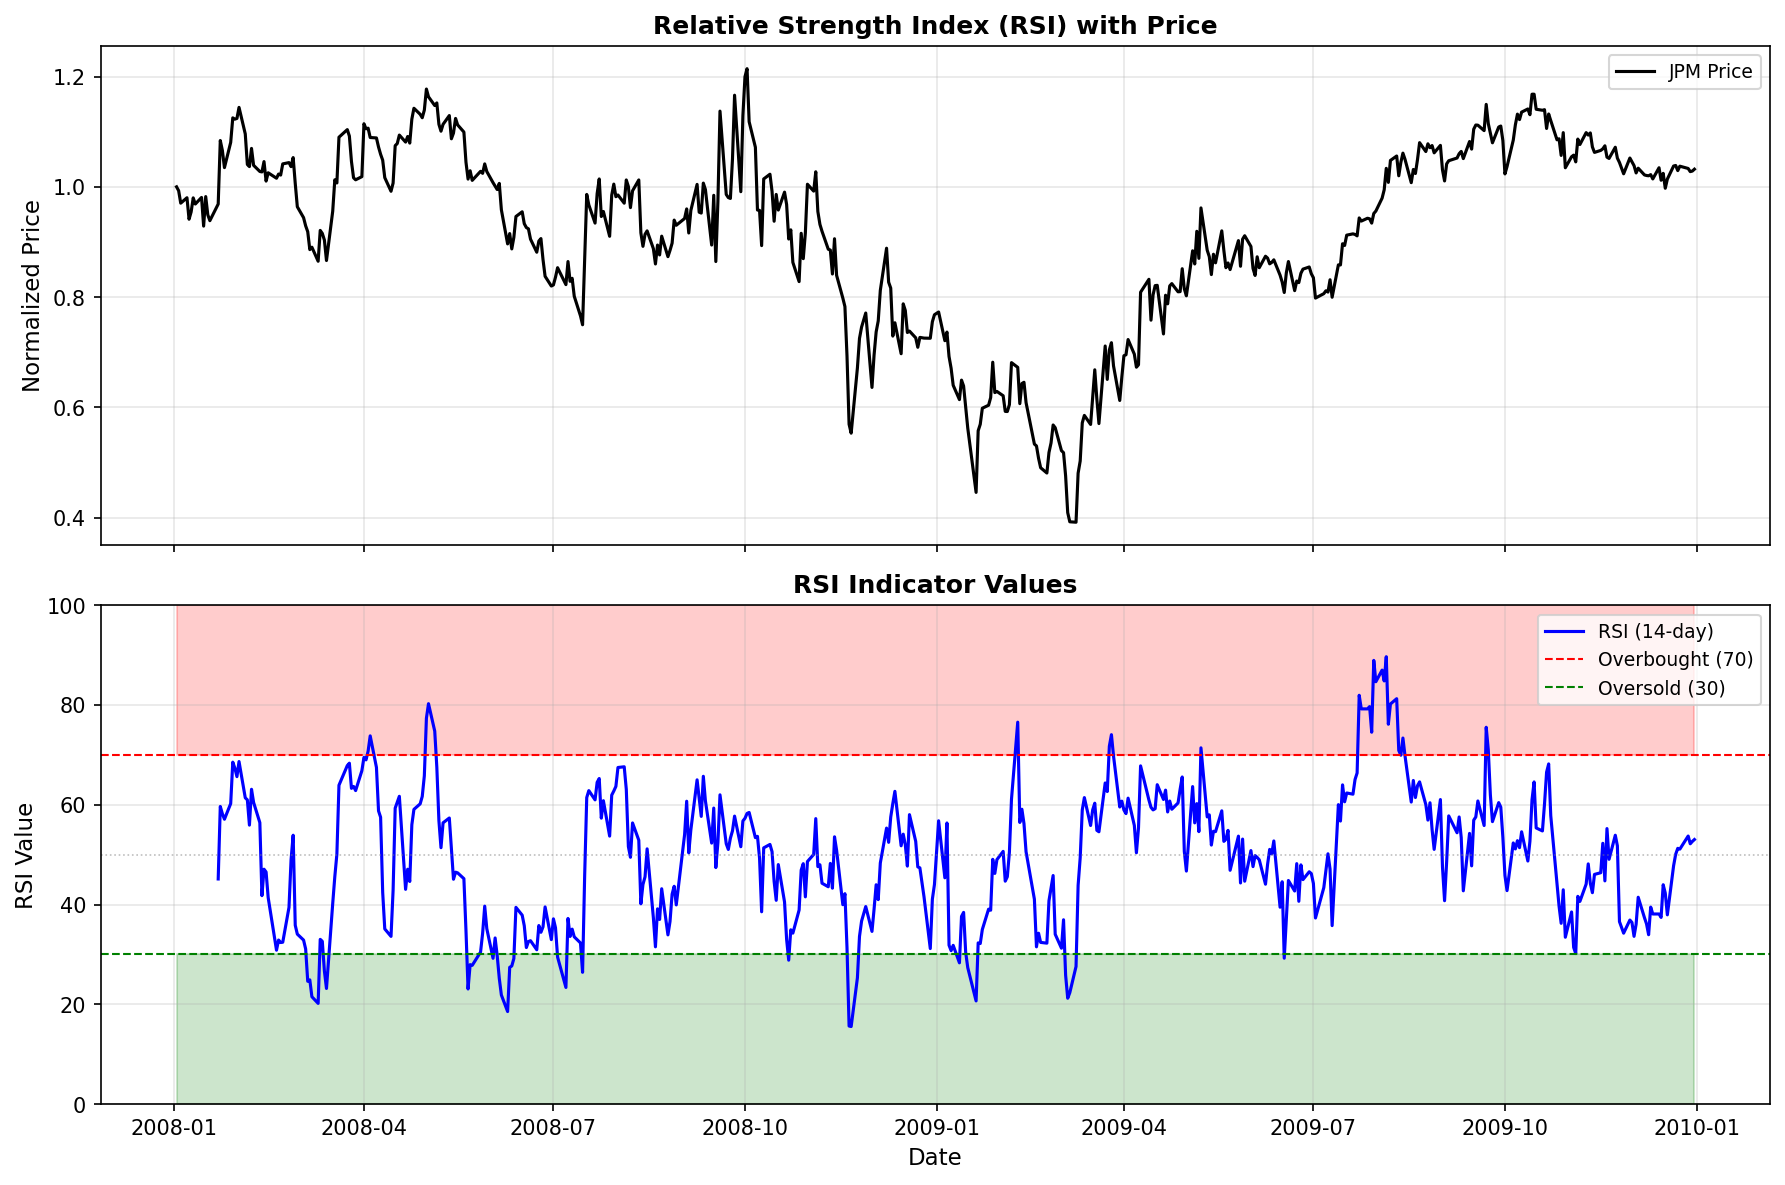 Relative Strength Index (RSI) with Price
JPM Price
1.2
1.0
0.8
0.6
0.4
Normalized Price
RSI Indicator Values
RSI (14-day)
Overbought (70)
Oversold (30)
100
80
60
40
20
0
RSI Value
2008-01 2008-04 2008-07 2008-10 2009-01 2009-04 2009-07 2009-10 2010-01
Date